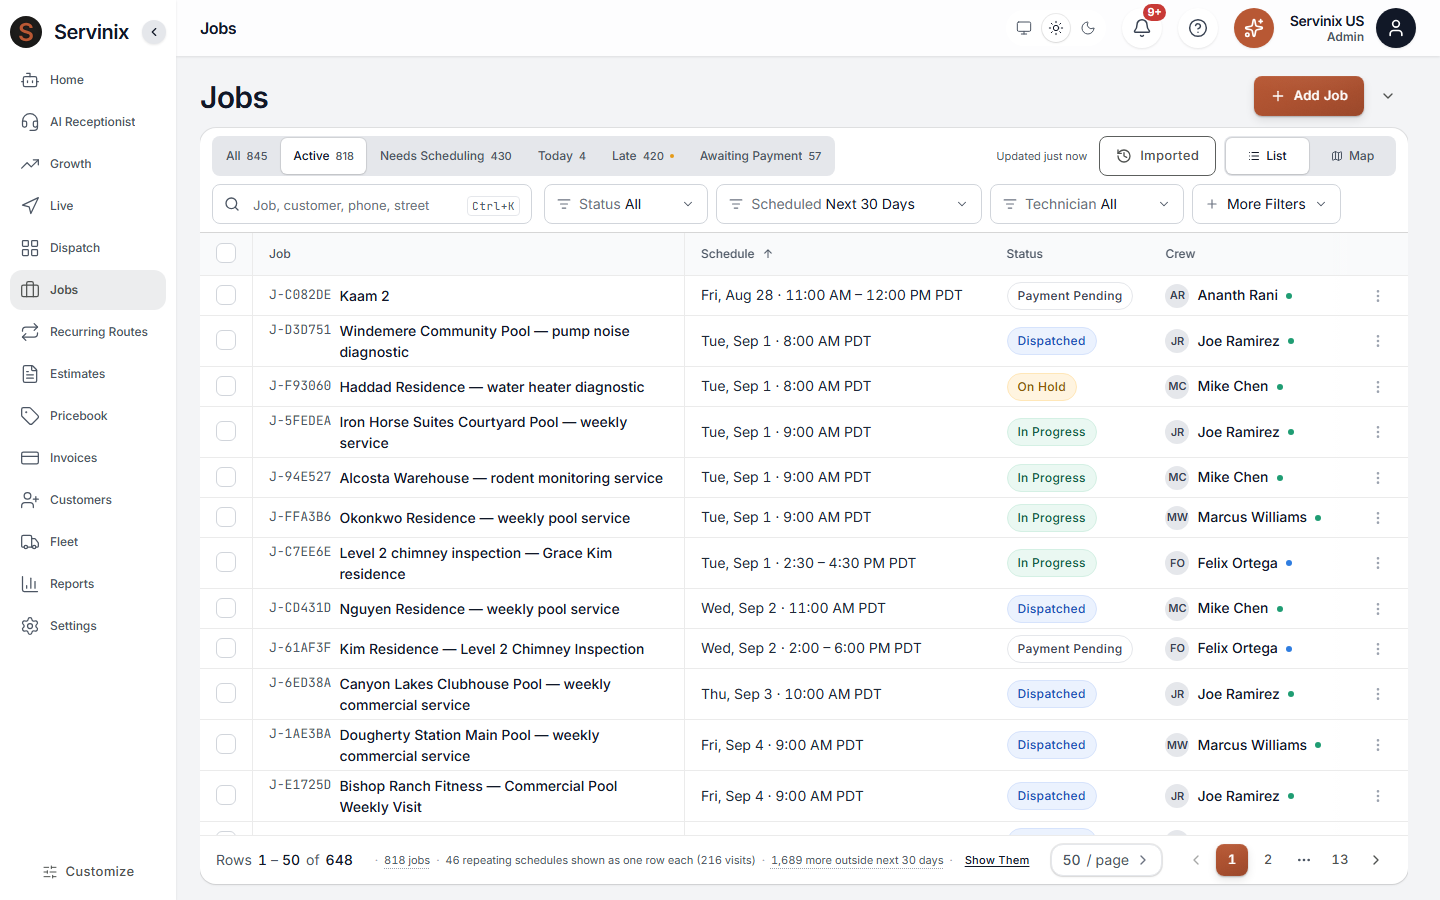 Servinix
Home
AI Receptionist
Growth
Live
Dispatch
Jobs
Recurring Routes
Estimates
Pricebook
Invoices
Customers
Fleet
Reports
Settings
Customize
Jobs
9+
Servinix US
Admin
Jobs
Add Job
All 845
Active 818
Needs Scheduling 430
Today 4
Late 420
Awaiting Payment 57
Updated just now
Imported
List
Map
Job, customer, phone, street
Ctrl+K
Status All
Scheduled Next 30 Days
Technician All
More Filters
Job Schedule Status Crew
J-C082DE Kaam 2 Fri, Aug 28 · 11:00 AM – 12:00 PM PDT Payment Pending AR Ananth Rani
J-D3D751 Windemere Community Pool — pump noise
diagnostic Tue, Sep 1 · 8:00 AM PDT Dispatched JR Joe Ramirez
J-F93060 Haddad Residence — water heater diagnostic Tue, Sep 1 · 8:00 AM PDT On Hold MC Mike Chen
J-5FEDEA Iron Horse Suites Courtyard Pool — weekly
service Tue, Sep 1 · 9:00 AM PDT In Progress JR Joe Ramirez
J-94E527 Alcosta Warehouse — rodent monitoring service Tue, Sep 1 · 9:00 AM PDT In Progress MC Mike Chen
J-FFA3B6 Okonkwo Residence — weekly pool service Tue, Sep 1 · 9:00 AM PDT In Progress MW Marcus Williams
J-C7EE6E Level 2 chimney inspection — Grace Kim
residence Tue, Sep 1 · 2:30 – 4:30 PM PDT In Progress FO Felix Ortega
J-CD431D Nguyen Residence — weekly pool service Wed, Sep 2 · 11:00 AM PDT Dispatched MC Mike Chen
J-61AF3F Kim Residence — Level 2 Chimney Inspection Wed, Sep 2 · 2:00 – 6:00 PM PDT Payment Pending FO Felix Ortega
J-6ED38A Canyon Lakes Clubhouse Pool — weekly
commercial service Thu, Sep 3 · 10:00 AM PDT Dispatched JR Joe Ramirez
J-1AE3BA Dougherty Station Main Pool — weekly
commercial service Fri, Sep 4 · 9:00 AM PDT Dispatched MW Marcus Williams
J-E1725D Bishop Ranch Fitness — Commercial Pool
Weekly Visit Fri, Sep 4 · 9:00 AM PDT Dispatched JR Joe Ramirez
Rows 1 – 50 of 648 · 818 jobs · 46 repeating schedules shown as one row each (216 visits) · 1,689 more outside next 30 days · Show Them
50 / page
1 2 ••• 13